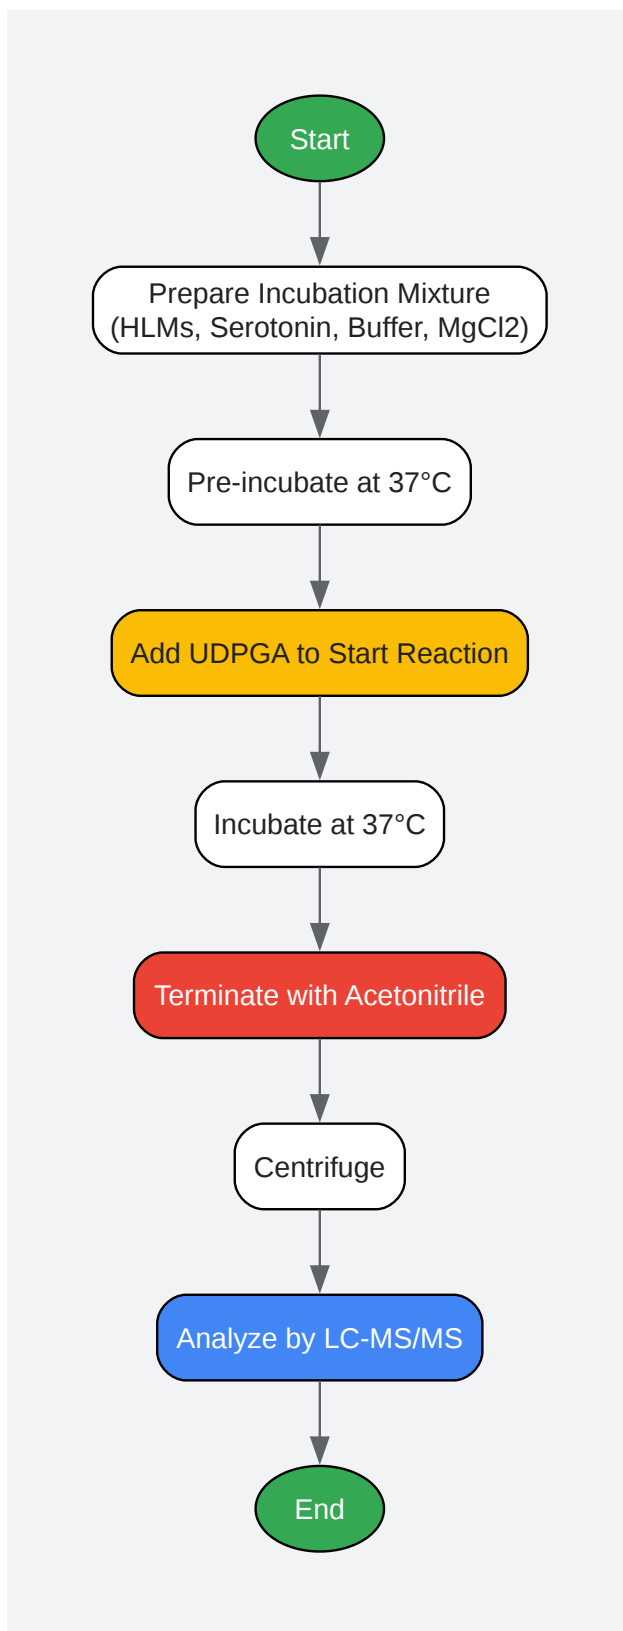 Start
Prepare Incubation Mixture
(HLMs, Serotonin, Buffer, MgCl2)
Pre-incubate at 37°C
Add UDPGA to Start Reaction
Incubate at 37°C
Terminate with Acetonitrile
Centrifuge
Analyze by LC-MS/MS
End